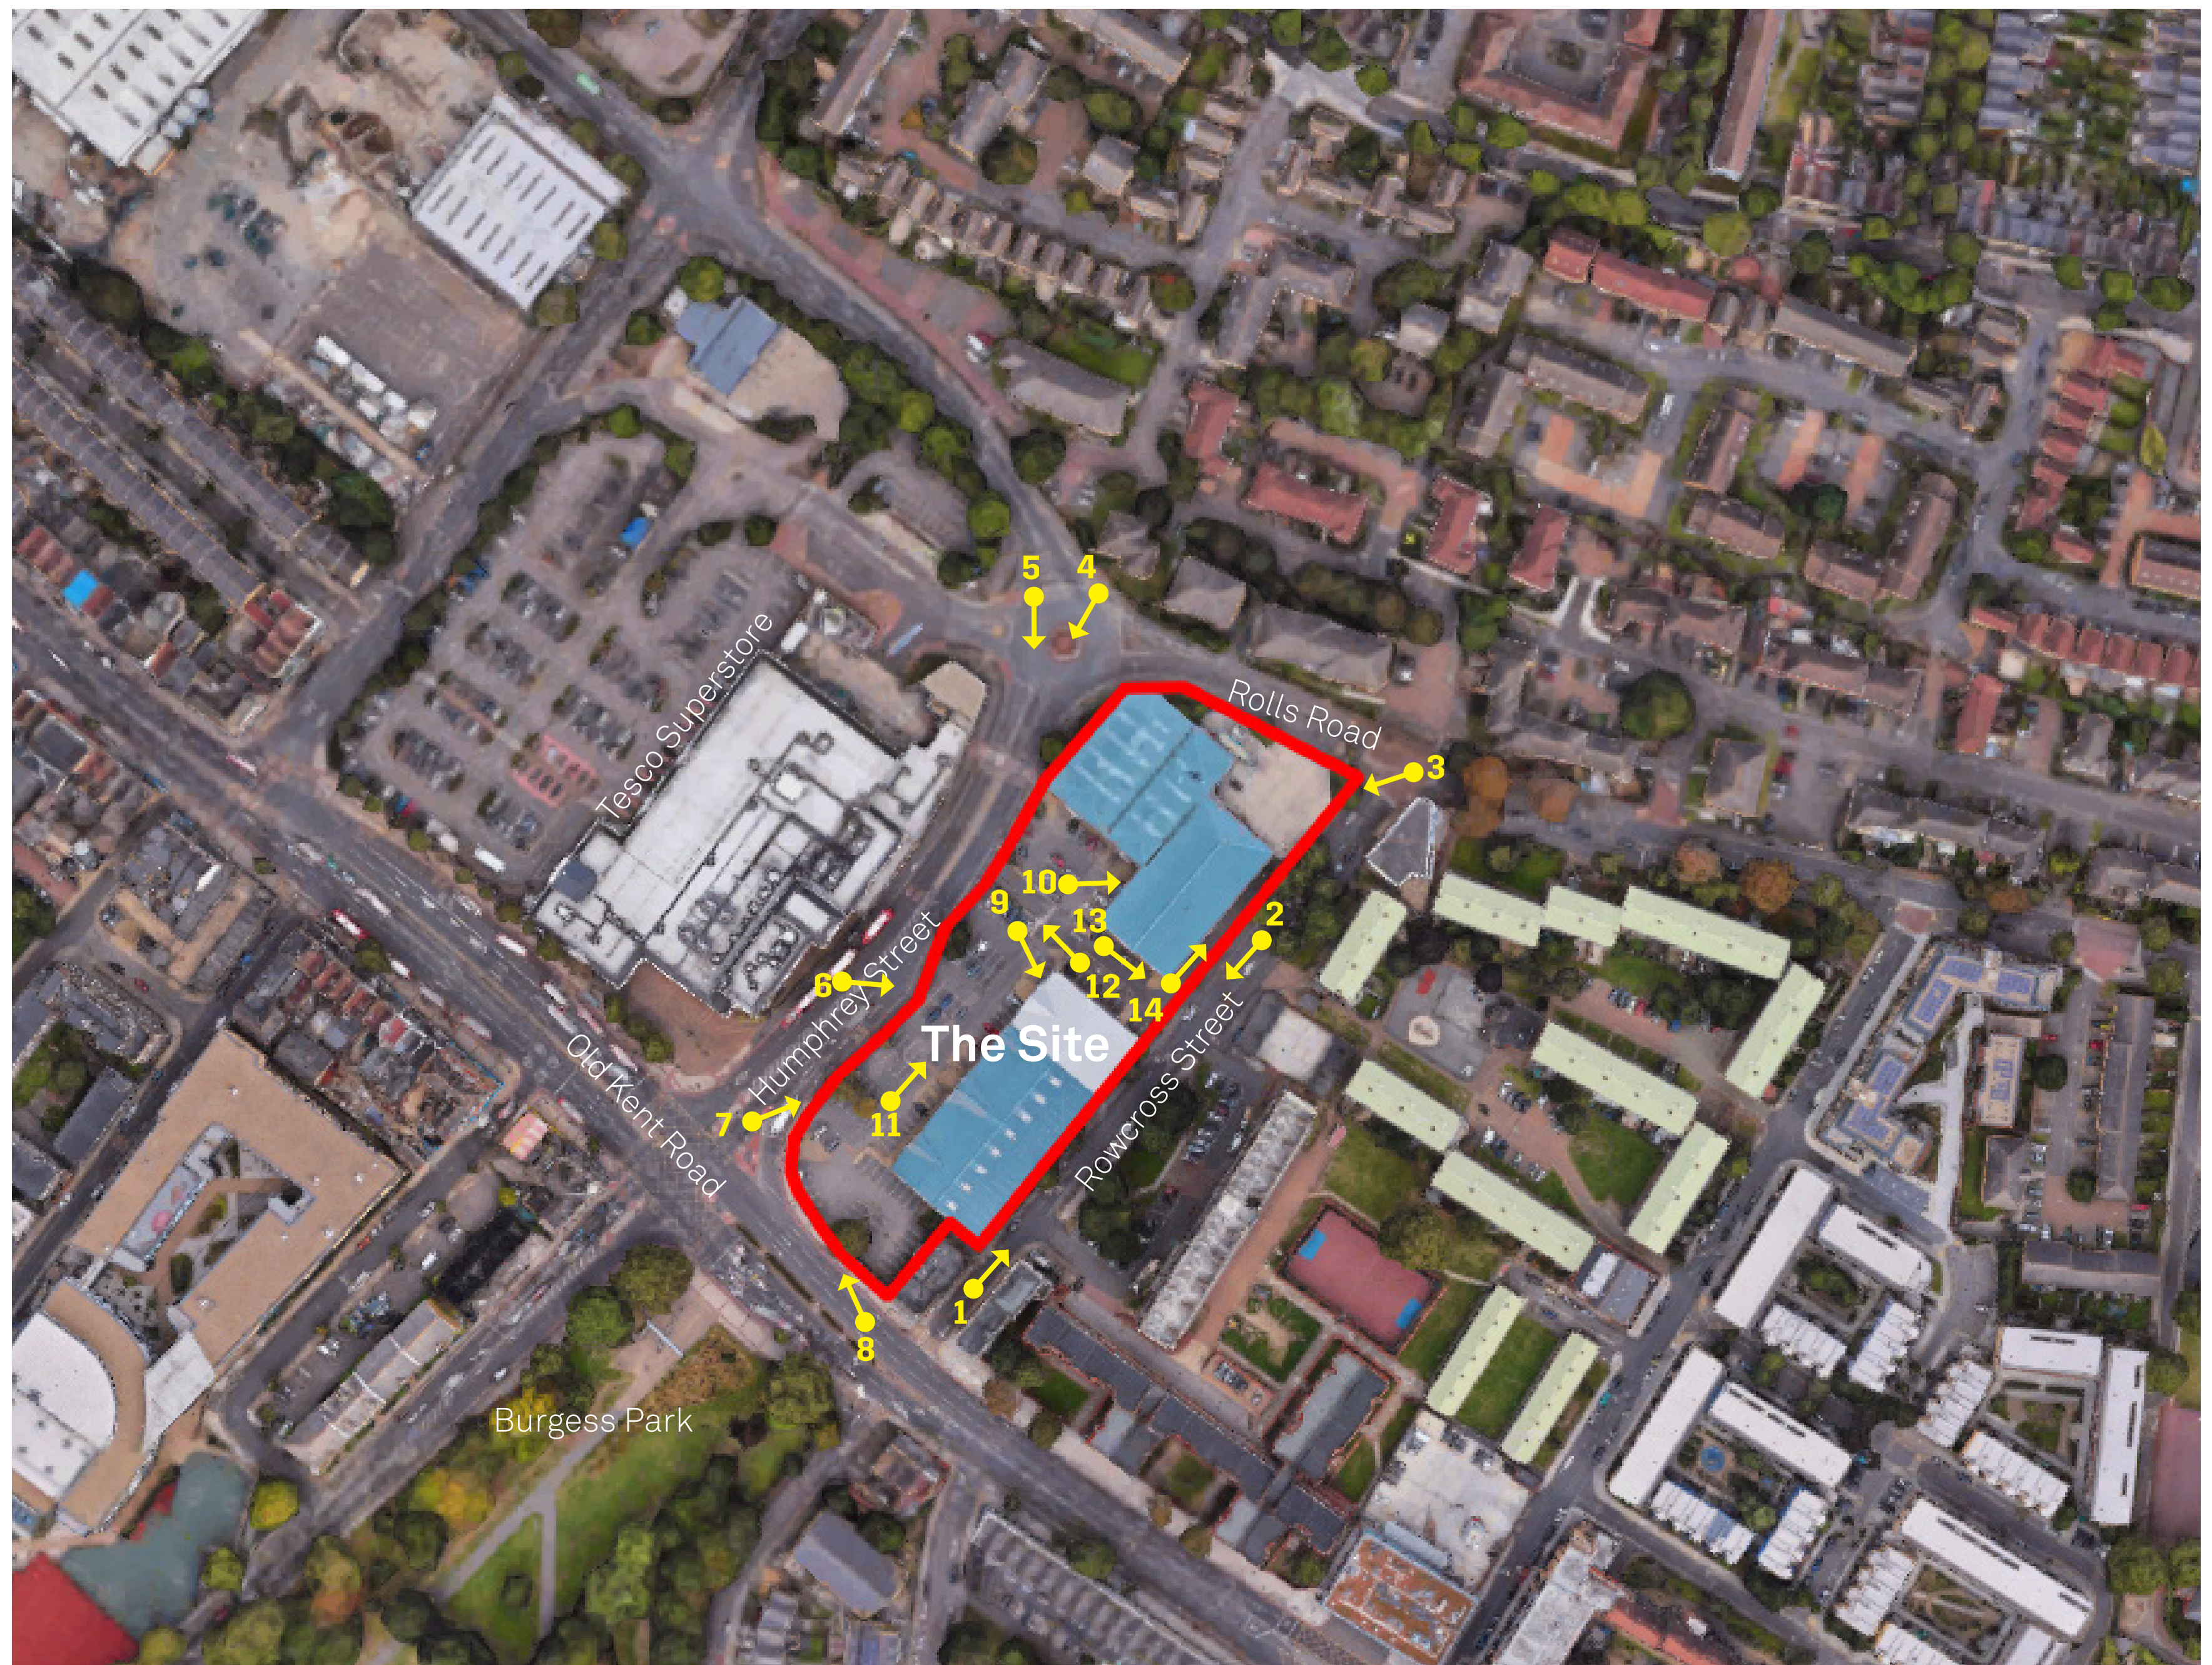 5
4
Tesco Superstore
Rolls Road
3
10
9
13
2
6
12
14
Humphrey Street
The Site
Old Kent Road
Rowcross Street
7
11
1
8
Burgess Park